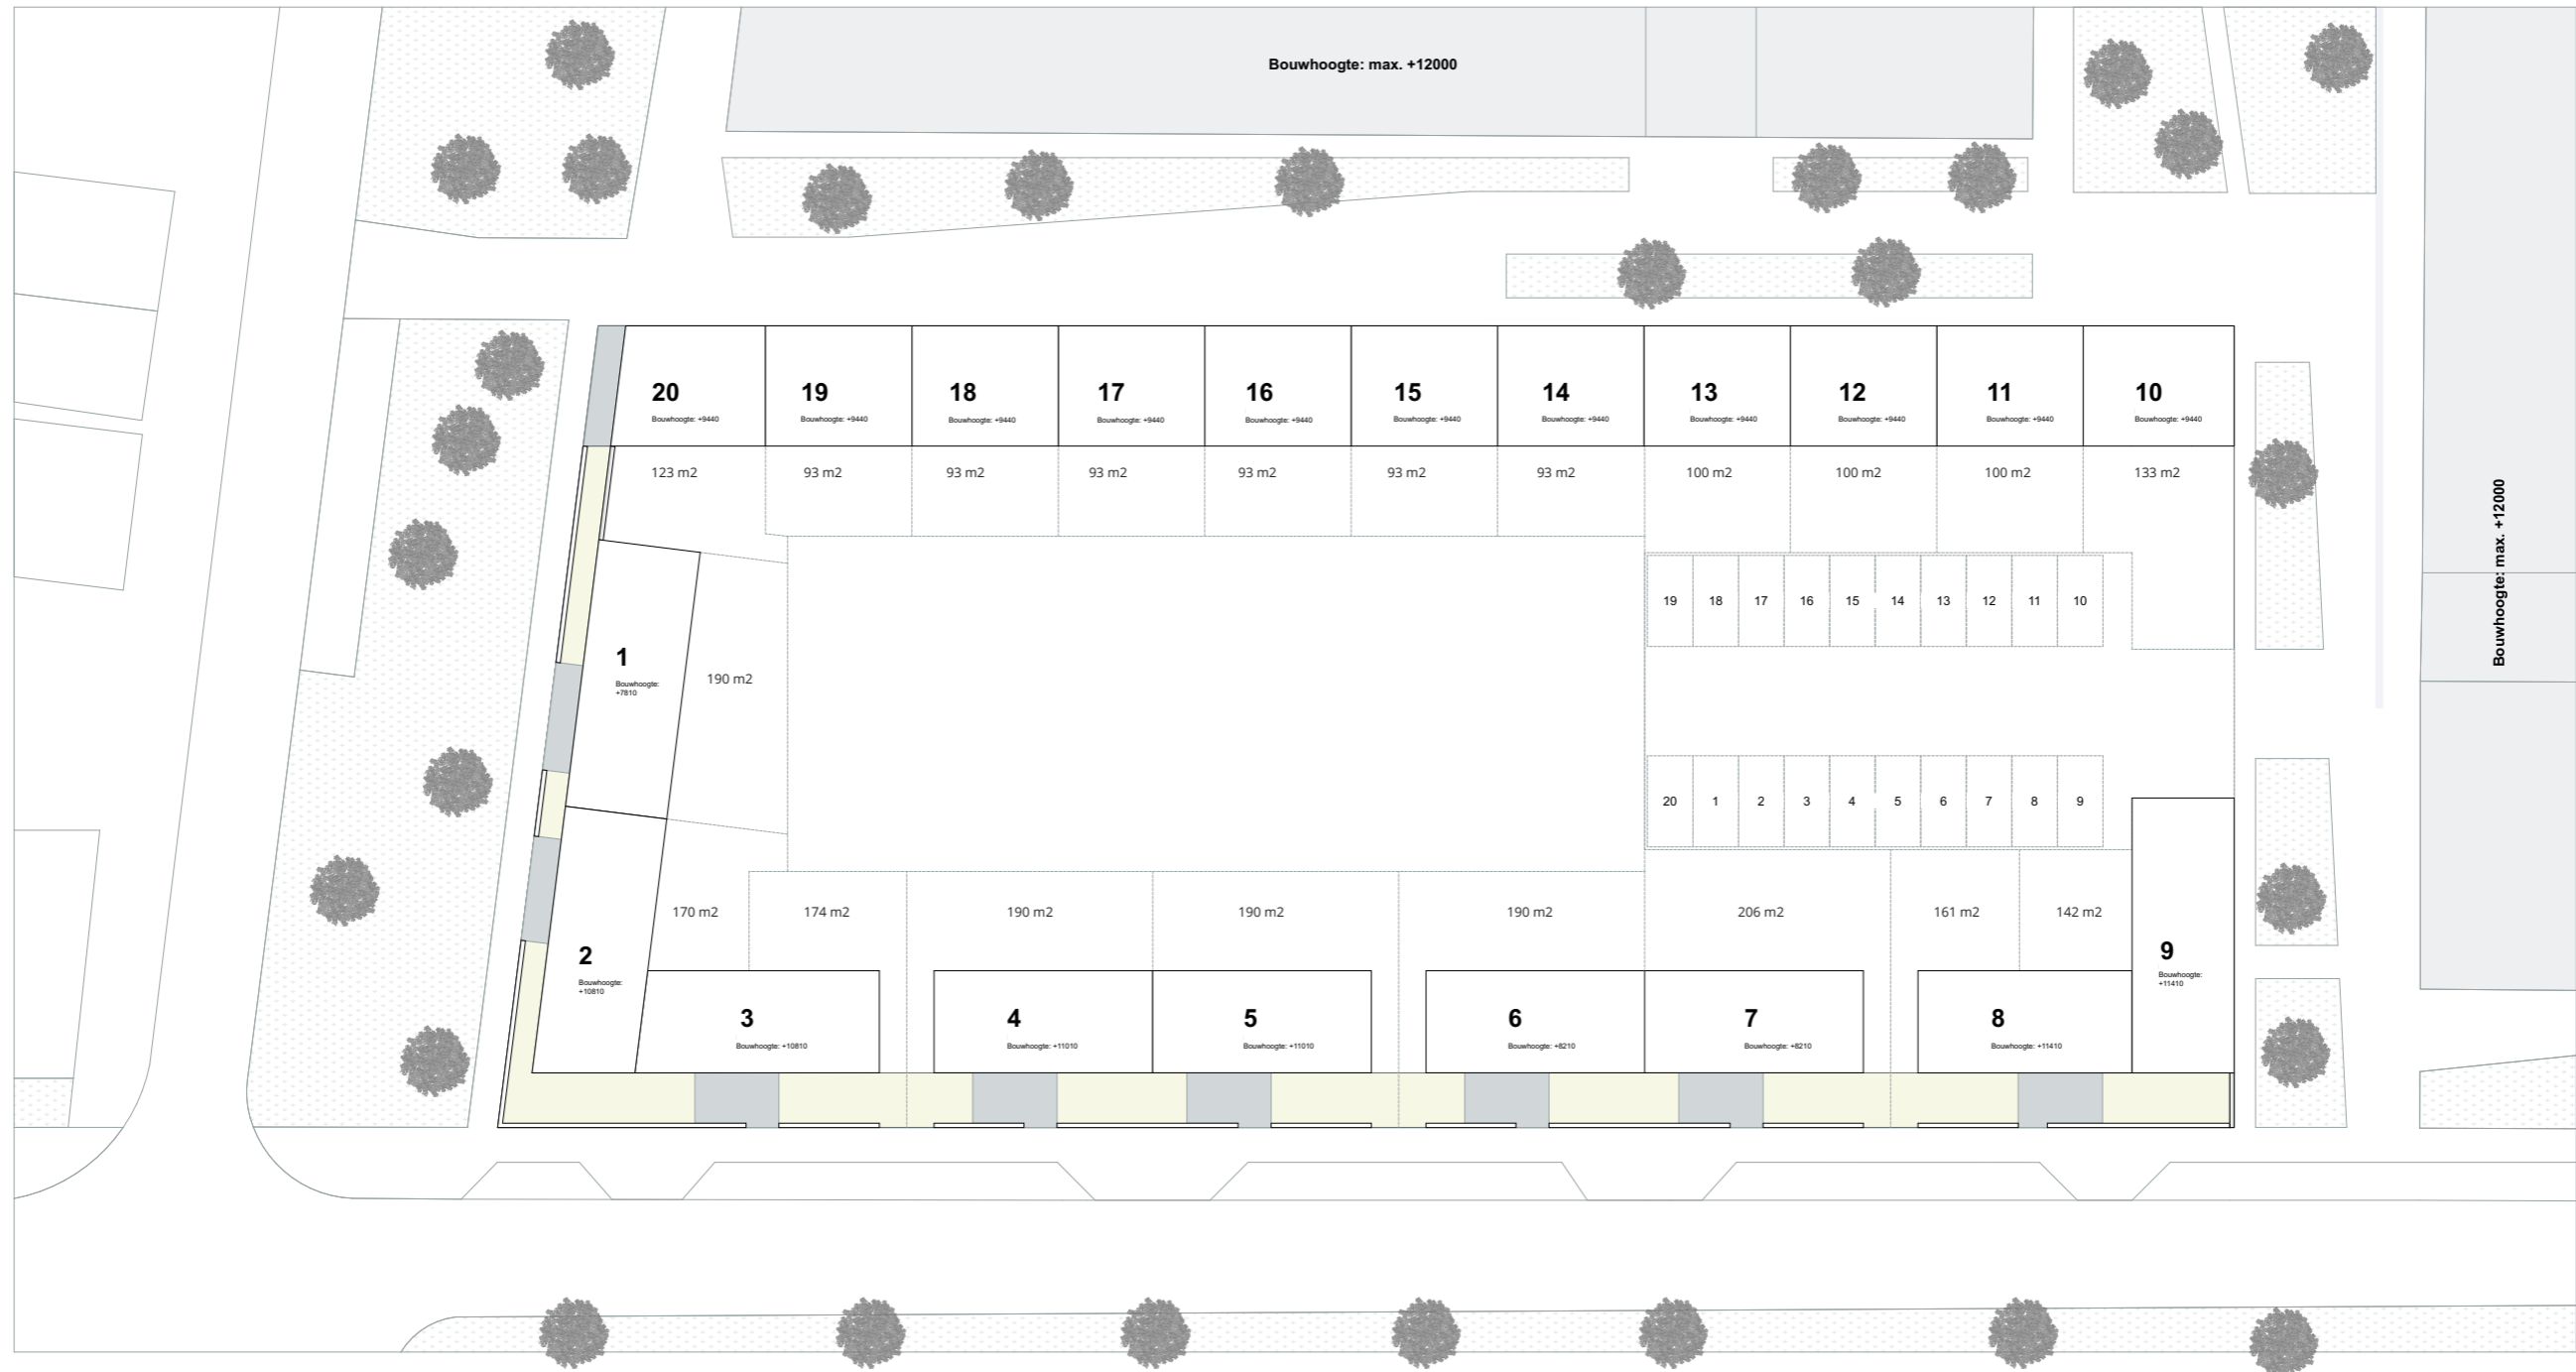 Bouwhoogte: max. +12000
20
Bouwhoogte: +9440
19
Bouwhoogte: +9440
18
Bouwhoogte: +9440
17
Bouwhoogte: +9440
16
Bouwhoogte: +9440
15
Bouwhoogte: +9440
14
Bouwhoogte: +9440
13
Bouwhoogte: +9440
12
Bouwhoogte: +9440
11
Bouwhoogte: +9440
10
Bouwhoogte: +9440
123 m2
93 m2
93 m2
93 m2
93 m2
93 m2
93 m2
100 m2
100 m2
100 m2
133 m2
Bouwhoogte: max. +12000
19
18
17
16
15
14
13
12
11
10
1
Bouwhoogte:
+7810
190 m2
20
1
2
3
4
5
6
7
8
9
170 m2
174 m2
190 m2
190 m2
190 m2
206 m2
161 m2
142 m2
2
Bouwhoogte:
+10810
9
Bouwhoogte:
+11410
3
Bouwhoogte: +10810
4
Bouwhoogte: +11010
5
Bouwhoogte: +11010
6
Bouwhoogte: +8210
7
Bouwhoogte: +8210
8
Bouwhoogte: +11410